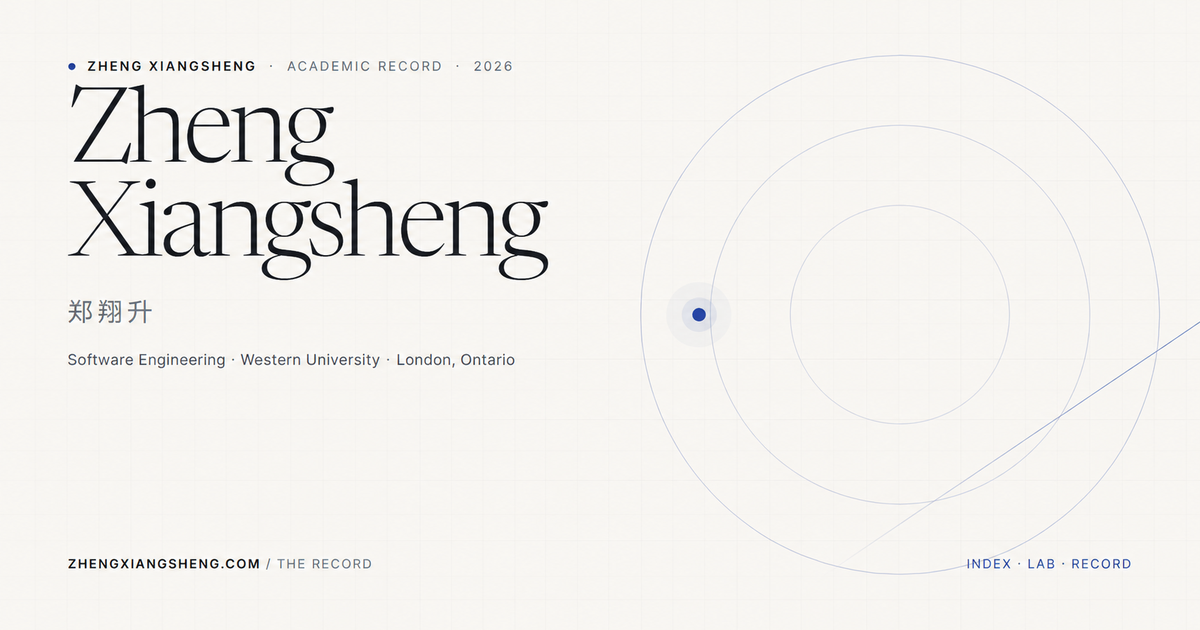 ZHENG XIANGSHENG · ACADEMIC RECORD · 2026
Zheng
Xiangsheng
郑翔升
Software Engineering · Western University · London, Ontario
ZHENGXIANGSHENG.COM / THE RECORD
INDEX · LAB · RECORD